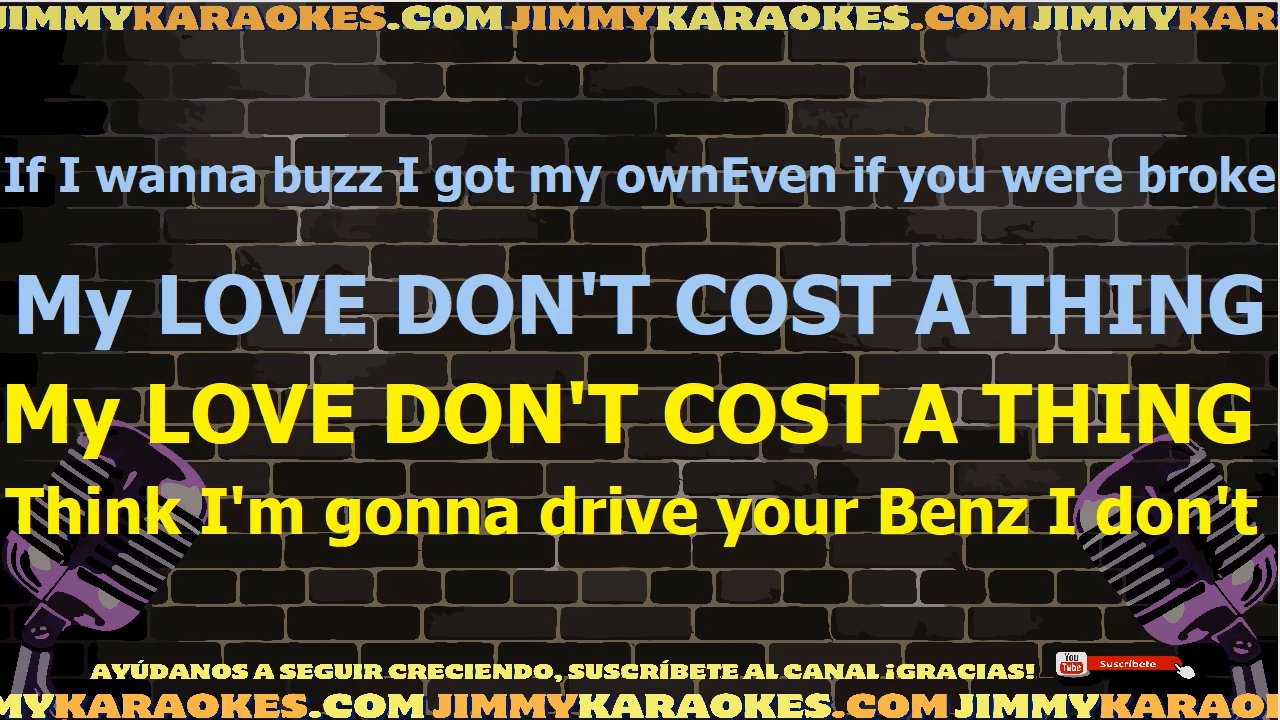 JIMMYKARAOKES.COM JIMMYKARAOKES.COM JIMMYKAR
If I wanna buzz I got my ownEven if you were broke
My LOVE DON'T COST A THING
My LOVE DON'T COST A THING
Think I'm gonna drive your Benz I don't
AYÚDANOS A SEGUIR CRECIENDO, SUSCRÍBETE AL CANAL ¡GRACIAS!
You Tube Suscríbete
MYKARAOKES.COM JIMMYKARAOKES.COM JIMMYKARAO